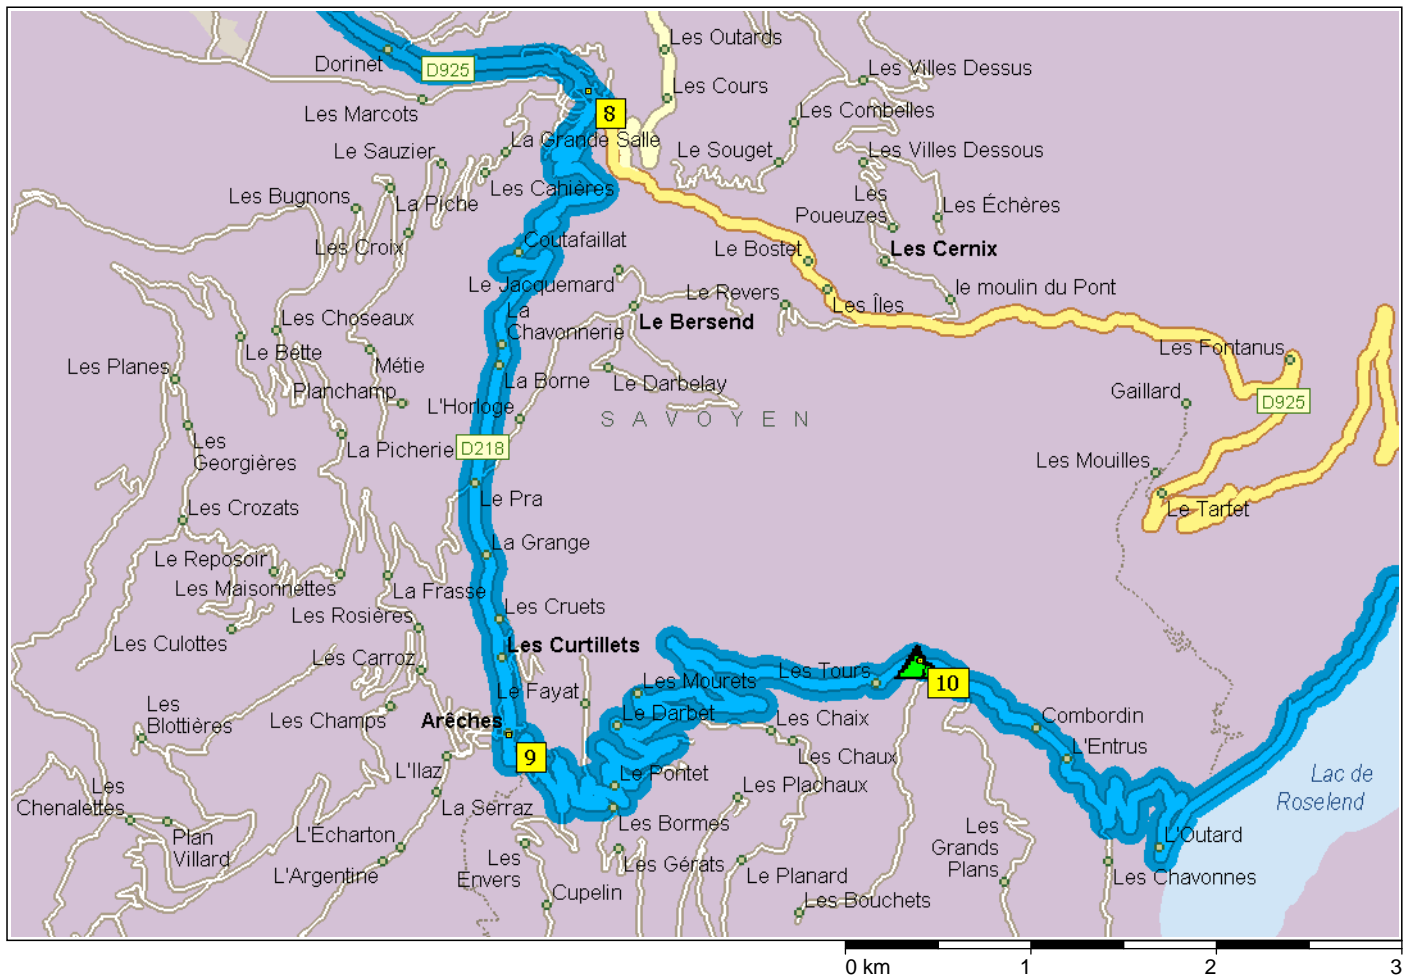 Les Outards
Dorinet
D925
Les Villes Dessus
Les Cours
Les Marcots
8
Les Combelles
La Grande Salle
Le Sauzier
Le Souget
Les Villes Dessous
Les Cahières
Les Bugnons
La Piche
Les
Poueuzes
Les Échères
Les Croix
Coutafaillat
Le Bostet
Les Cernix
Le Jacquemard
Le Revers
le moulin du Pont
Les Îles
La
Chavonnerie
Les Choseaux
Le Bersend
Le Bette
Les Fontanus
Les Planes
Métie
La Borne
Le Darbelay
Planchamp
Gaillard
D925
L'Horloge
SAVOYEN
Les
Georgières
La Picherie
D218
Les Mouilles
Le Pra
Les Crozats
Le Tartet
La Grange
Le Reposoir
Les Maisonnettes
La Frasse
Les Cruets
Les Rosières
Les Culottes
Les Curtillets
Les Carroz
Les Tours
Les Mourets
Le Fayat
10
Les
Blottières
Les Champs
Arêches
Le Darbet
Les Chaix
Combordin
L'Entrus
9
Les Chaux
L'Ilaz
Le Pontet
Les Plachaux
Lac de
Roselend
Les
Chenalettes
La Serraz
Plan
Villard
L'Écharton
Les Bormes
Les
Grands
Plans
L'Outard
L'Argentine
Les
Envers
Les Gérats
Le Planard
Les Chavonnes
Cupelin
Les Bouchets
0 km 1 2 3